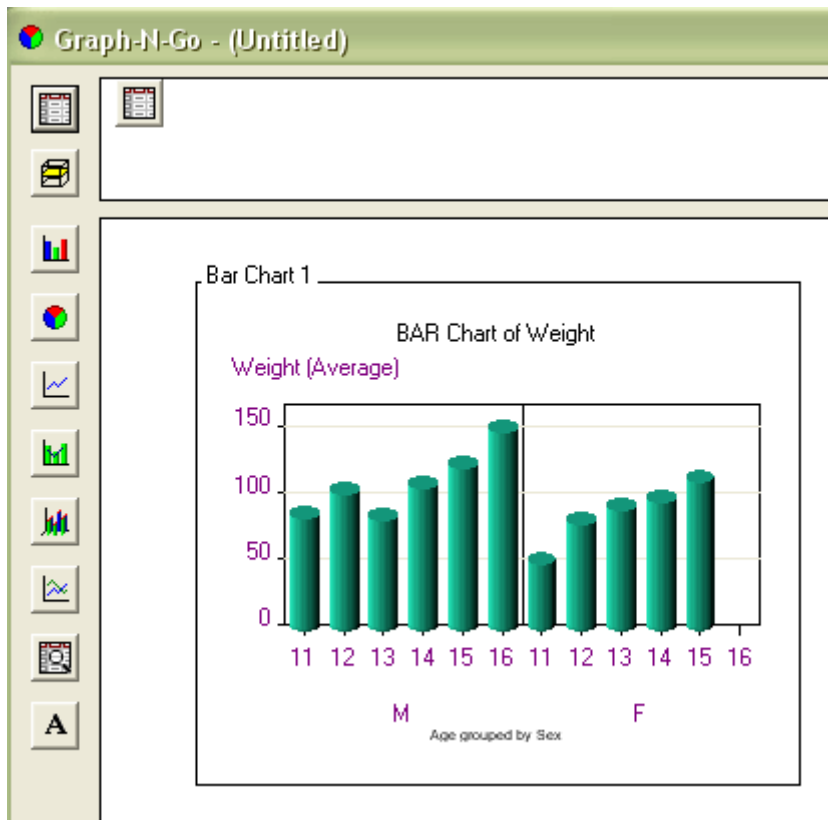 Graph-N-Go - (Untitled)
Bar Chart 1
BAR Chart of Weight
Weight (Average)
150
100
50
0
11 12 13 14 15 16 11 12 13 14 15 16
M F
Age grouped by Sex
A